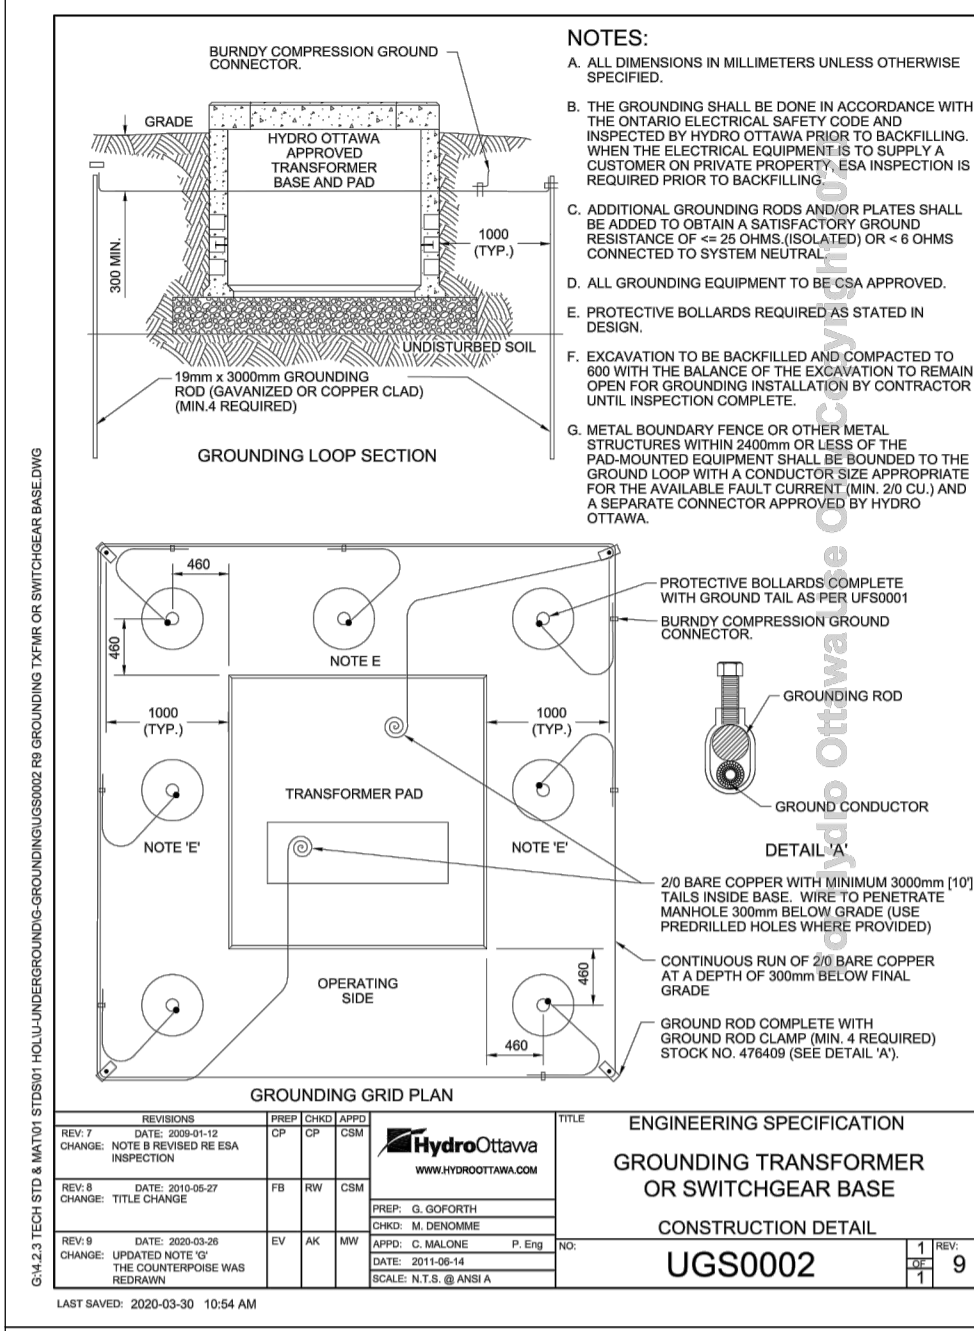 BURNDY COMPRESSION GROUND
CONNECTOR.
GRADE
HYDRO OTTAWA
APPROVED
TRANSFORMER
BASE AND PAD
1000
(TYP.)
300 MIN.
UNDISTURBED SOIL
19mm x 3000mm GROUNDING
ROD (GAVANIZED OR COPPER CLAD)
(MIN.4 REQUIRED)
GROUNDING LOOP SECTION
NOTES:
A. ALL DIMENSIONS IN MILLIMETERS UNLESS OTHERWISE
SPECIFIED.
B. THE GROUNDING SHALL BE DONE IN ACCORDANCE WITH
THE ONTARIO ELECTRICAL SAFETY CODE AND
INSPECTED BY HYDRO OTTAWA PRIOR TO BACKFILLING.
WHEN THE ELECTRICAL EQUIPMENT IS TO SUPPLY A
CUSTOMER ON PRIVATE PROPERTY, ESA INSPECTION IS
REQUIRED PRIOR TO BACKFILLING.
C. ADDITIONAL GROUNDING RODS AND/OR PLATES SHALL
BE ADDED TO OBTAIN A SATISFACTORY GROUND
RESISTANCE OF <= 25 OHMS.(ISOLATED) OR < 6 OHMS
CONNECTED TO SYSTEM NEUTRAL.
D. ALL GROUNDING EQUIPMENT TO BE CSA APPROVED.
E. PROTECTIVE BOLLARDS REQUIRED AS STATED IN
DESIGN.
F. EXCAVATION TO BE BACKFILLED AND COMPACTED TO
600 WITH THE BALANCE OF THE EXCAVATION TO REMAIN
OPEN FOR GROUNDING INSTALLATION BY CONTRACTOR
UNTIL INSPECTION COMPLETE.
G. METAL BOUNDARY FENCE OR OTHER METAL
STRUCTURES WITHIN 2400mm OR LESS OF THE
PAD-MOUNTED EQUIPMENT SHALL BE BOUNDED TO THE
GROUND LOOP WITH A CONDUCTOR SIZE APPROPRIATE
FOR THE AVAILABLE FAULT CURRENT (MIN. 2/0 CU.) AND
A SEPARATE CONNECTOR APPROVED BY HYDRO
OTTAWA.
460
460
NOTE E
1000
(TYP.)
1000
(TYP.)
TRANSFORMER PAD
NOTE 'E'
NOTE 'E'
OPERATING
SIDE
460
460
GROUNDING GRID PLAN
PROTECTIVE BOLLARDS COMPLETE
WITH GROUND TAIL AS PER UFS0001
BURNDY COMPRESSION GROUND
CONNECTOR.
GROUNDING ROD
GROUND CONDUCTOR
DETAIL 'A'
2/0 BARE COPPER WITH MINIMUM 3000mm [10']
TAILS INSIDE BASE. WIRE TO PENETRATE
MANHOLE 300mm BELOW GRADE (USE
PREDRILLED HOLES WHERE PROVIDED)
CONTINUOUS RUN OF 2/0 BARE COPPER
AT A DEPTH OF 300mm BELOW FINAL
GRADE
GROUND ROD COMPLETE WITH
GROUND ROD CLAMP (MIN. 4 REQUIRED)
STOCK NO. 476409 (SEE DETAIL 'A').
For Hydro Ottawa Use Only Copyright
G:\4.2.3 TECH STD & MAT\01 STDS\01 HOL\U-UNDERGROUND\G-GROUNDING\UGS0002 R9 GROUNDING TXFMR OR SWITCHGEAR BASE.DWG
REVISIONS PREP CHKD APPD
REV: 7 DATE: 2009-01-12 CP CP CSM
CHANGE: NOTE B REVISED RE ESA
INSPECTION
REV: 8 DATE: 2010-05-27 FB RW CSM
CHANGE: TITLE CHANGE
REV: 9 DATE: 2020-03-26 EV AK MW
CHANGE: UPDATED NOTE 'G'
THE COUNTERPOISE WAS
REDRAWN
HydroOttawa
WWW.HYDROOTTAWA.COM
PREP: G. GOFORTH
CHKD: M. DENOMME
APPD: C. MALONE P. Eng
DATE: 2011-06-14
SCALE: N.T.S. @ ANSI A
TITLE
ENGINEERING SPECIFICATION
GROUNDING TRANSFORMER
OR SWITCHGEAR BASE
CONSTRUCTION DETAIL
NO: UGS0002
1
OF
1
REV:
9
LAST SAVED: 2020-03-30 10:54 AM